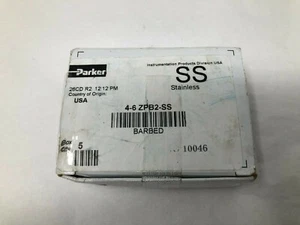 Instrumentation Products Division USA
Parker
SS
26CD R2 12:12 PM
Stainless
Country of Origin:
USA
4-6 ZPB2-SS
BARBED
5
10046